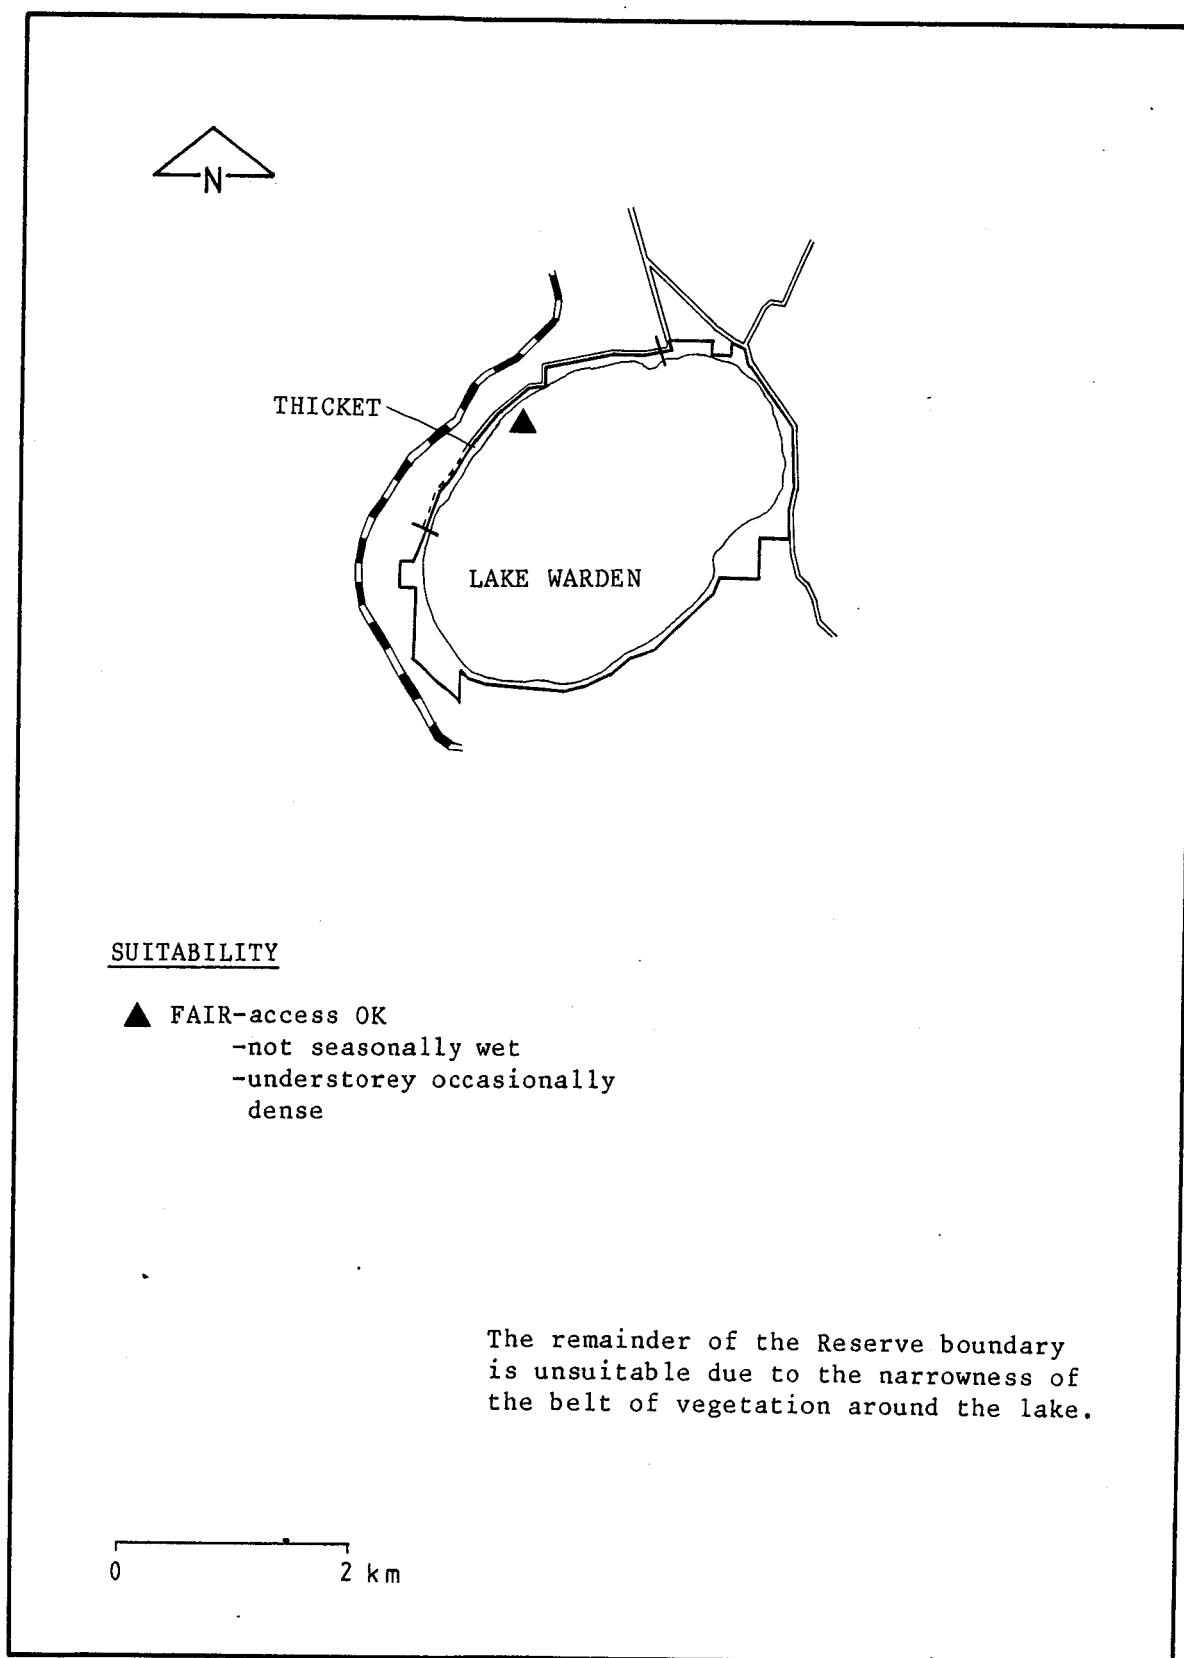 N
THICKET
LAKE WARDEN
SUITABILITY
▲ FAIR-access OK
-not seasonally wet
-understorey occasionally
dense
The remainder of the Reserve boundary
is unsuitable due to the narrowness of
the belt of vegetation around the lake.
0 2 km